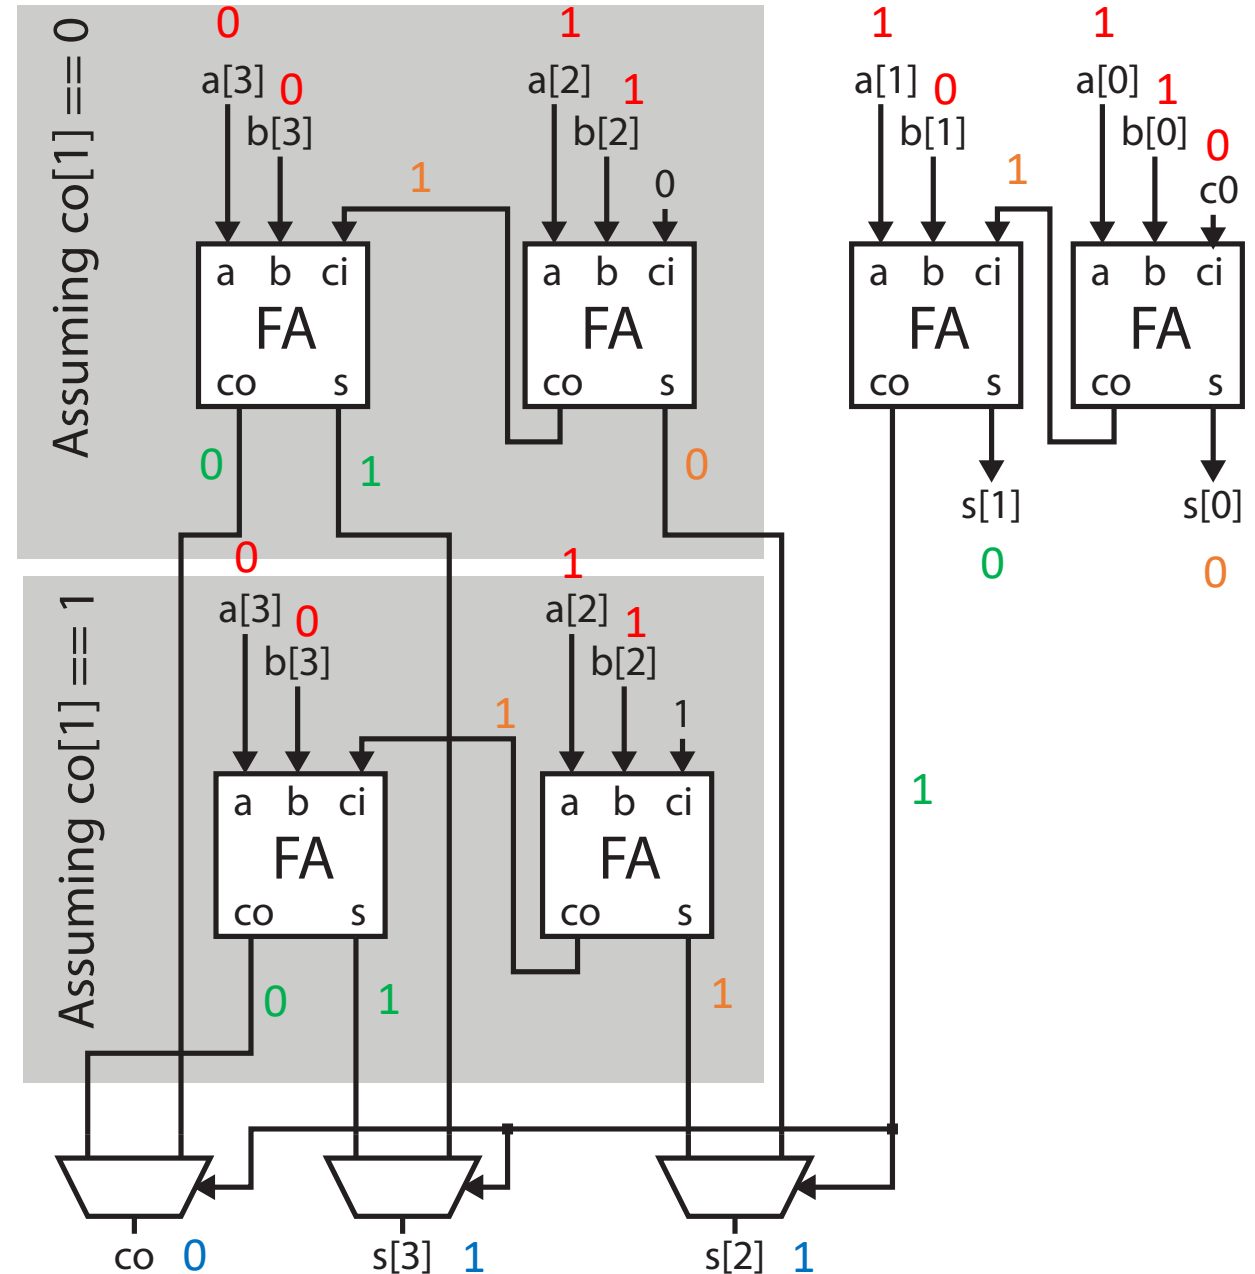 Assuming co[1] == 0
0 1 1 1
a[3] 0 a[2] 1 a[1] 0 a[0] 1
b[3] b[2] b[1] b[0] 0
1 0 1 c0
a b ci a b ci a b ci a b ci
FA FA FA FA
co s co s co s co s
0 1 0 s[1] s[0]
0 0
Assuming co[1] == 1
0 1
a[3] 0 a[2] 1
b[3] b[2]
1 1
a b ci a b ci 1
FA FA
co s co s
0 1 1
co 0 s[3] 1 s[2] 1